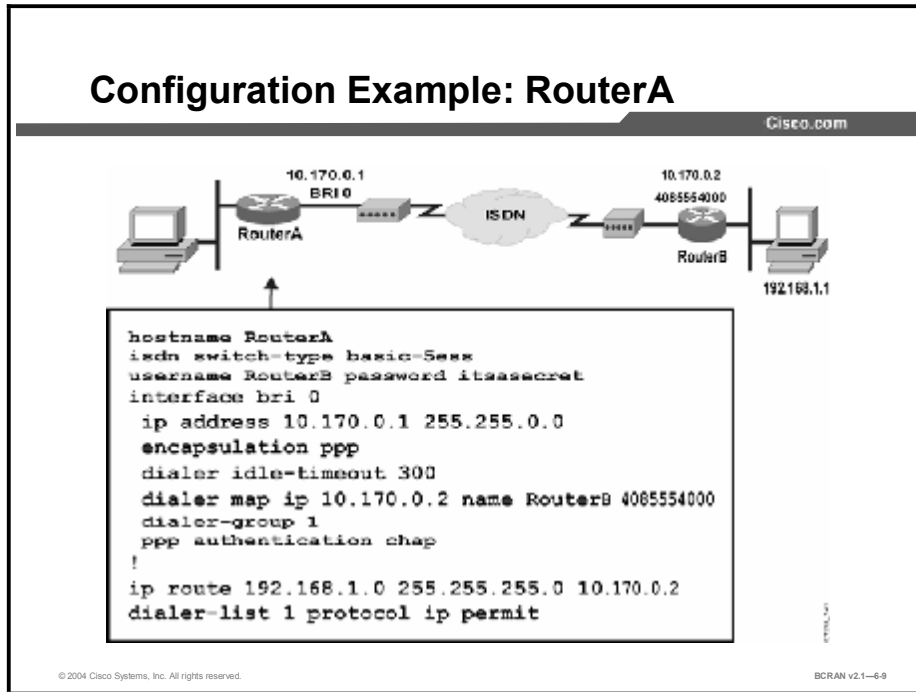 Configuration Example: RouterA
Cisco.com
10.170.0.1
BRI 0
RouterA
ISDN
10.170.0.2
4085554000
RouterB
192.168.1.1
hostname RouterA
isdn switch-type basic-5ess
username RouterB password itsasecret
interface bri 0
ip address 10.170.0.1 255.255.0.0
encapsulation ppp
dialer idle-timeout 300
dialer map ip 10.170.0.2 name RouterB 4085554000
dialer-group 1
ppp authentication chap
!
ip route 192.168.1.0 255.255.255.0 10.170.0.2
dialer-list 1 protocol ip permit
© 2004 Cisco Systems, Inc. All rights reserved.
BCRAN v2.1—6-9